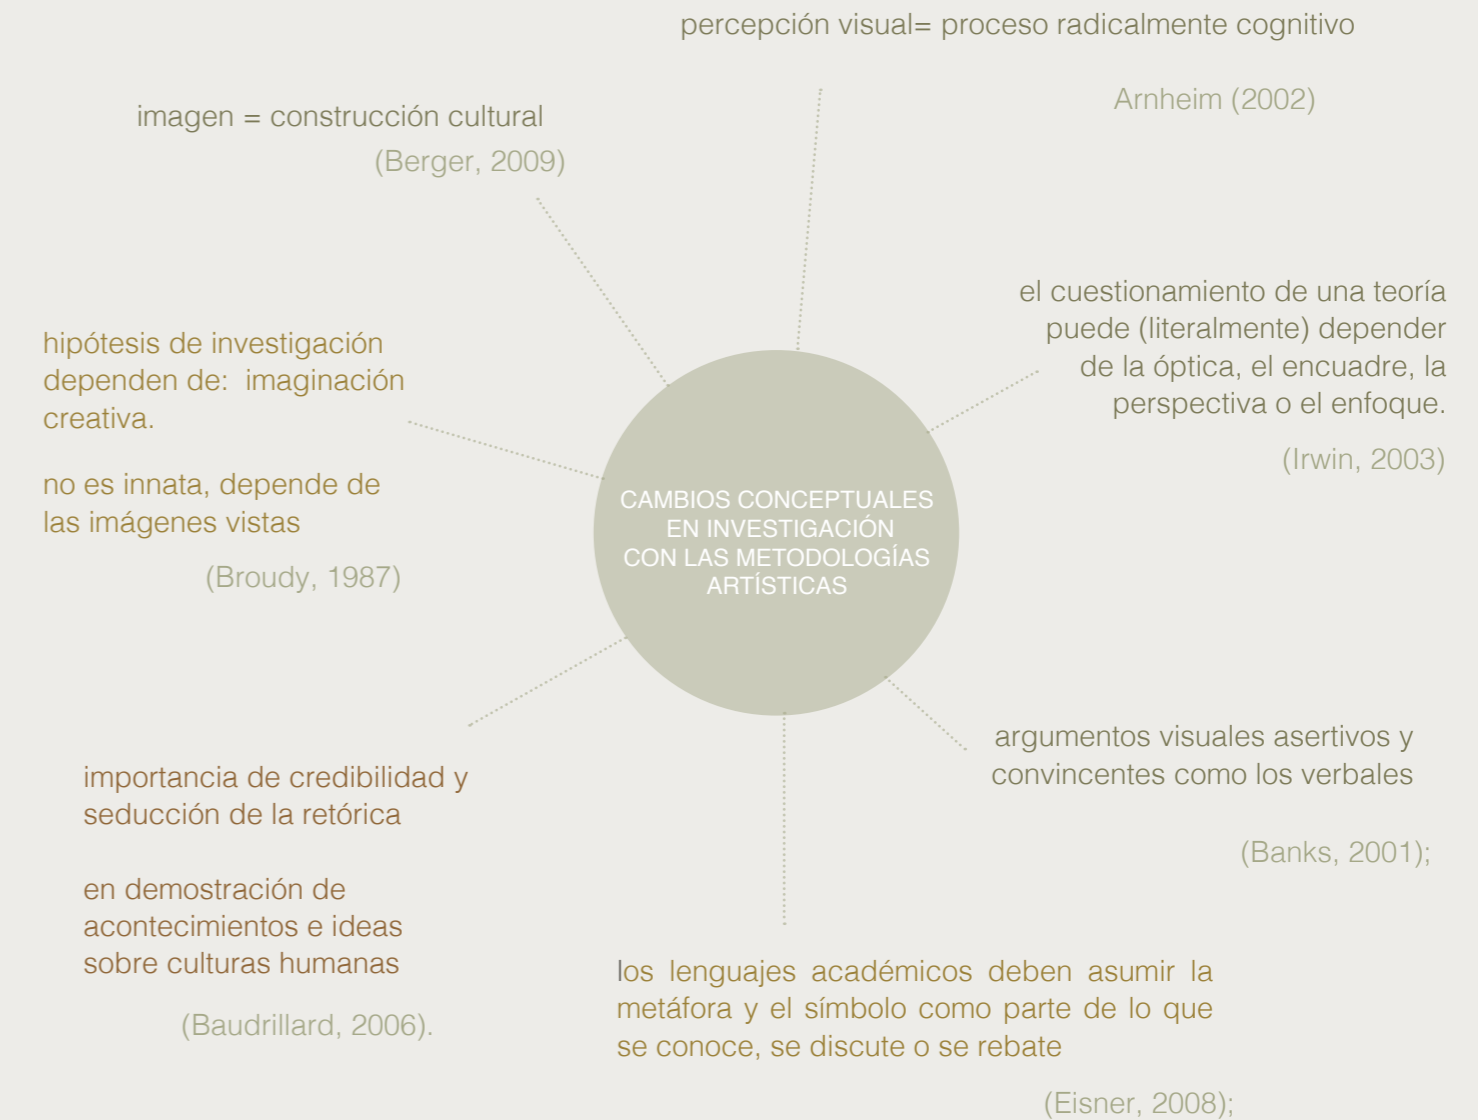 percepción visual= proceso radicalmente cognitivo
Arnheim (2002)
imagen = construcción cultural
(Berger, 2009)
el cuestionamiento de una teoría
puede (literalmente) depender
de la óptica, el encuadre, la
perspectiva o el enfoque.
(Irwin, 2003)
hipótesis de investigación
dependen de: imaginación
creativa.
no es innata, depende de
las imágenes vistas
(Broudy, 1987)
CAMBIOS CONCEPTUALES
EN INVESTIGACIÓN
CON LAS METODOLOGÍAS
ARTÍSTICAS
argumentos visuales asertivos y
convincentes como los verbales
(Banks, 2001);
importancia de credibilidad y
seducción de la retórica
en demostración de
acontecimientos e ideas
sobre culturas humanas
(Baudrillard, 2006).
los lenguajes académicos deben asumir la
metáfora y el símbolo como parte de lo que
se conoce, se discute o se rebate
(Eisner, 2008);